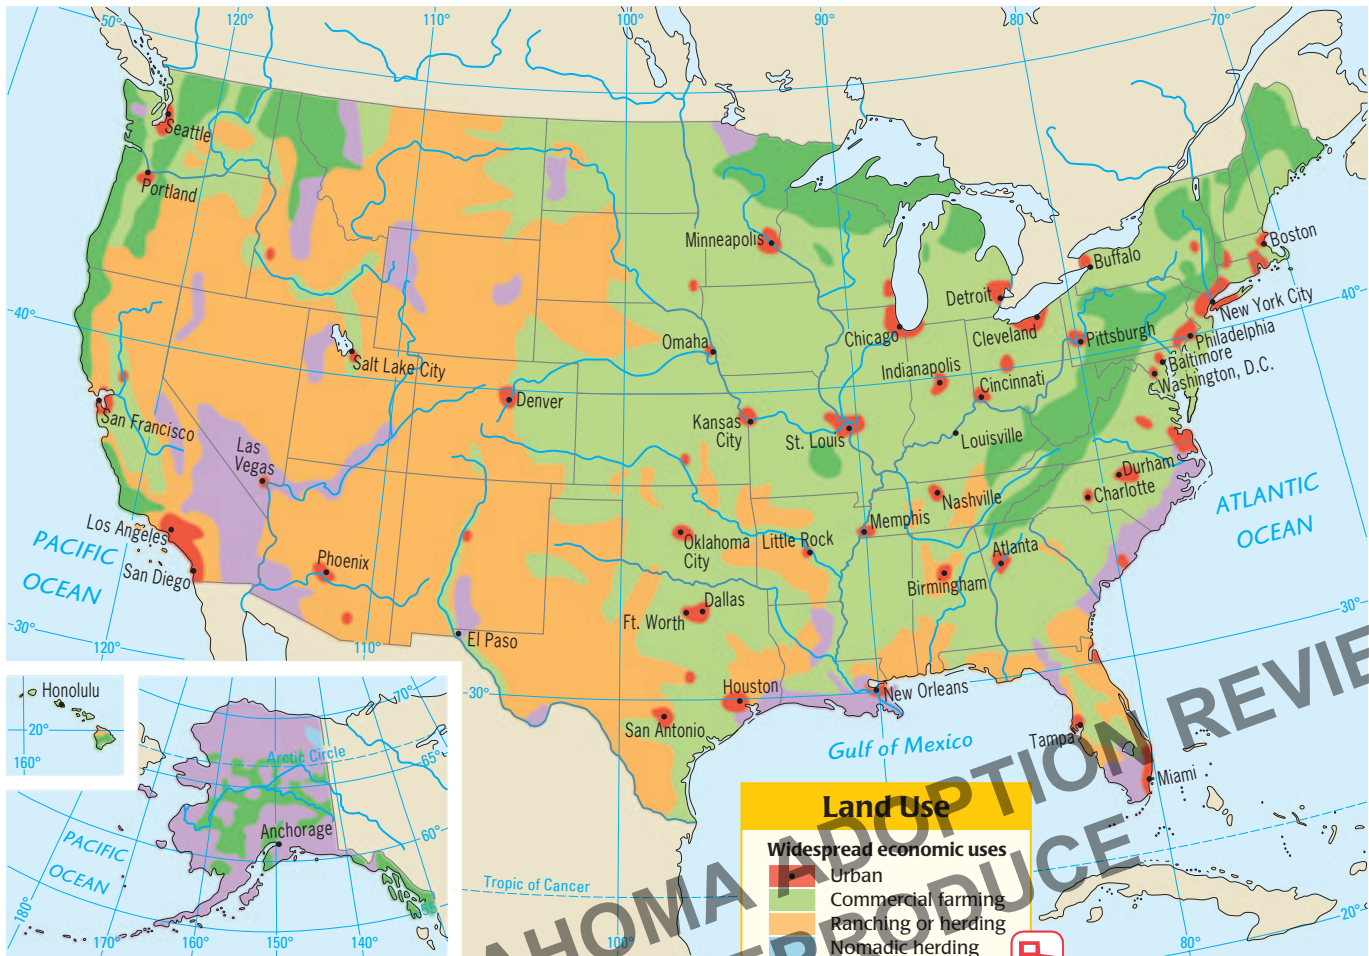 50°
120°
110°
100°
90°
80°
70°
Seattle
Portland
Minneapolis
Boston
Buffalo
40°
Detroit
New York City
40°
Omaha
Chicago
Cleveland
Pittsburgh
Philadelphia
Salt Lake City
Indianapolis
Baltimore
Washington, D.C.
Denver
Cincinnati
San Francisco
Kansas
City
St. Louis
Louisville
Las
Vegas
Durham
Nashville
Charlotte
Los Angeles
Memphis
ATLANTIC
OCEAN
PACIFIC
OCEAN
Oklahoma
City
Little Rock
Atlanta
Phoenix
San Diego
Birmingham
Dallas
Ft. Worth
30°
30°
El Paso
120°
110°
30°
Houston
New Orleans
San Antonio
Tampa
Gulf of Mexico
Miami
Honolulu
20°
160°
70°
Arctic Circle
65°
60°
Anchorage
PACIFIC
OCEAN
55
180°
170°
160°
150°
140°
Tropic of Cancer
100°
80°
20°
Land Use
Widespread economic uses
Urban
Commercial farming
Ranching or herding
Nomadic herding
AHOMA ADOPTION REVIE
REPRODUCE